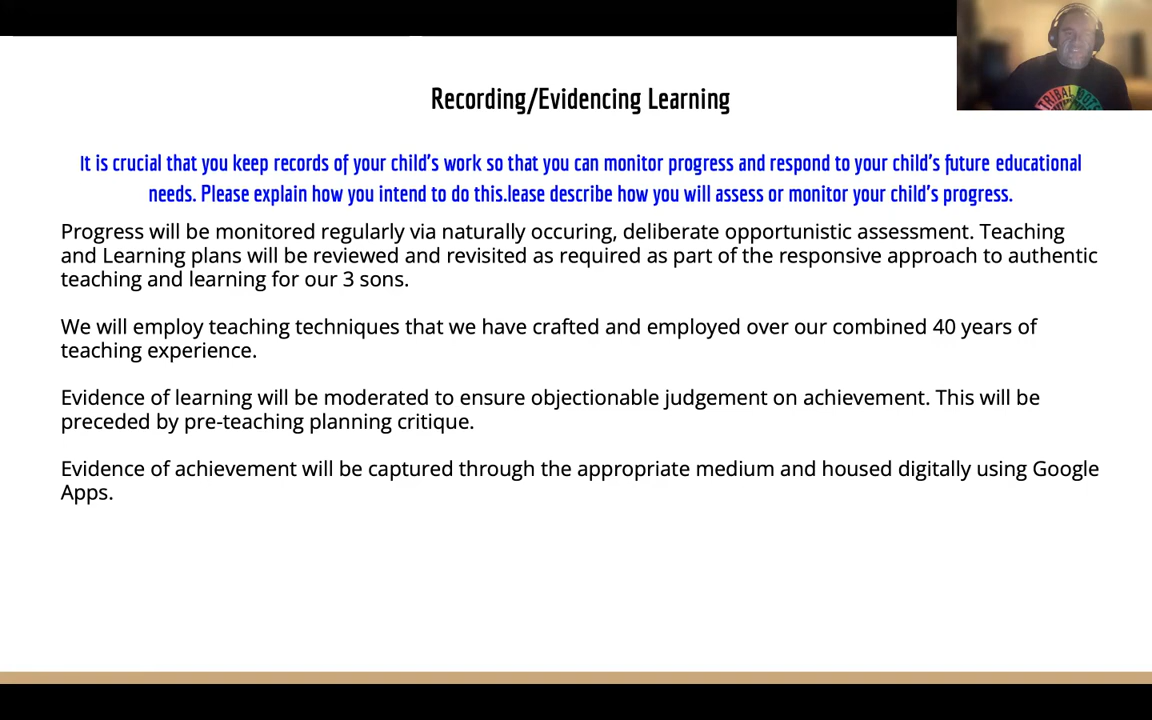 Recording/Evidencing Learning
It is crucial that you keep records of your child's work so that you can monitor progress and respond to your child's future educational
needs. Please explain how you intend to do this.lease describe how you will assess or monitor your child's progress.
Progress will be monitored regularly via naturally occuring, deliberate opportunistic assessment. Teaching
and Learning plans will be reviewed and revisited as required as part of the responsive approach to authentic
teaching and learning for our 3 sons.
We will employ teaching techniques that we have crafted and employed over our combined 40 years of
teaching experience.
Evidence of learning will be moderated to ensure objectionable judgement on achievement. This will be
preceded by pre-teaching planning critique.
Evidence of achievement will be captured through the appropriate medium and housed digitally using Google
Apps.
TRIBAL